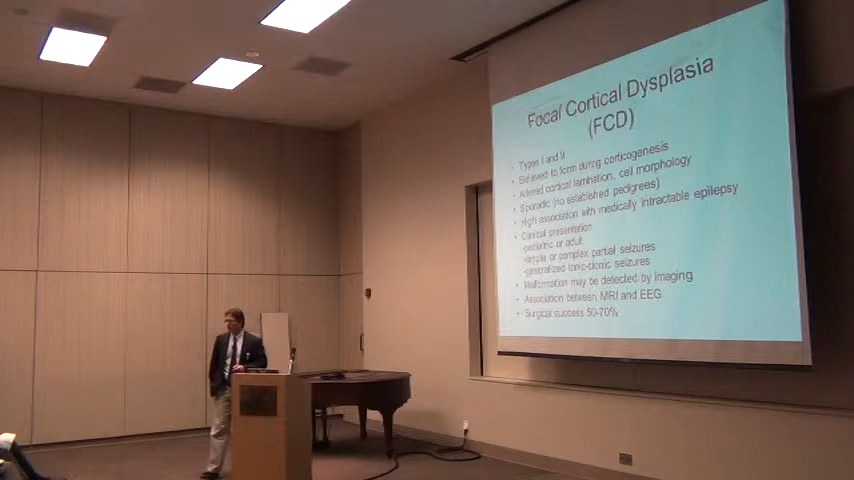 Focal Cortical Dysplasia
(FCD)
• Types I and II
• Believed to form during corticogenesis
• Altered cortical lamination, cell morphology
• Sporadic (no established pedigrees)
• High association with medically intractable epilepsy
• Clinical presentation
-pediatric or adult
-simple or complex partial seizures
-generalized tonic-clonic seizures
• Malformation may be detected by imaging
• Association between MRI and EEG
• Surgical success 50-70%